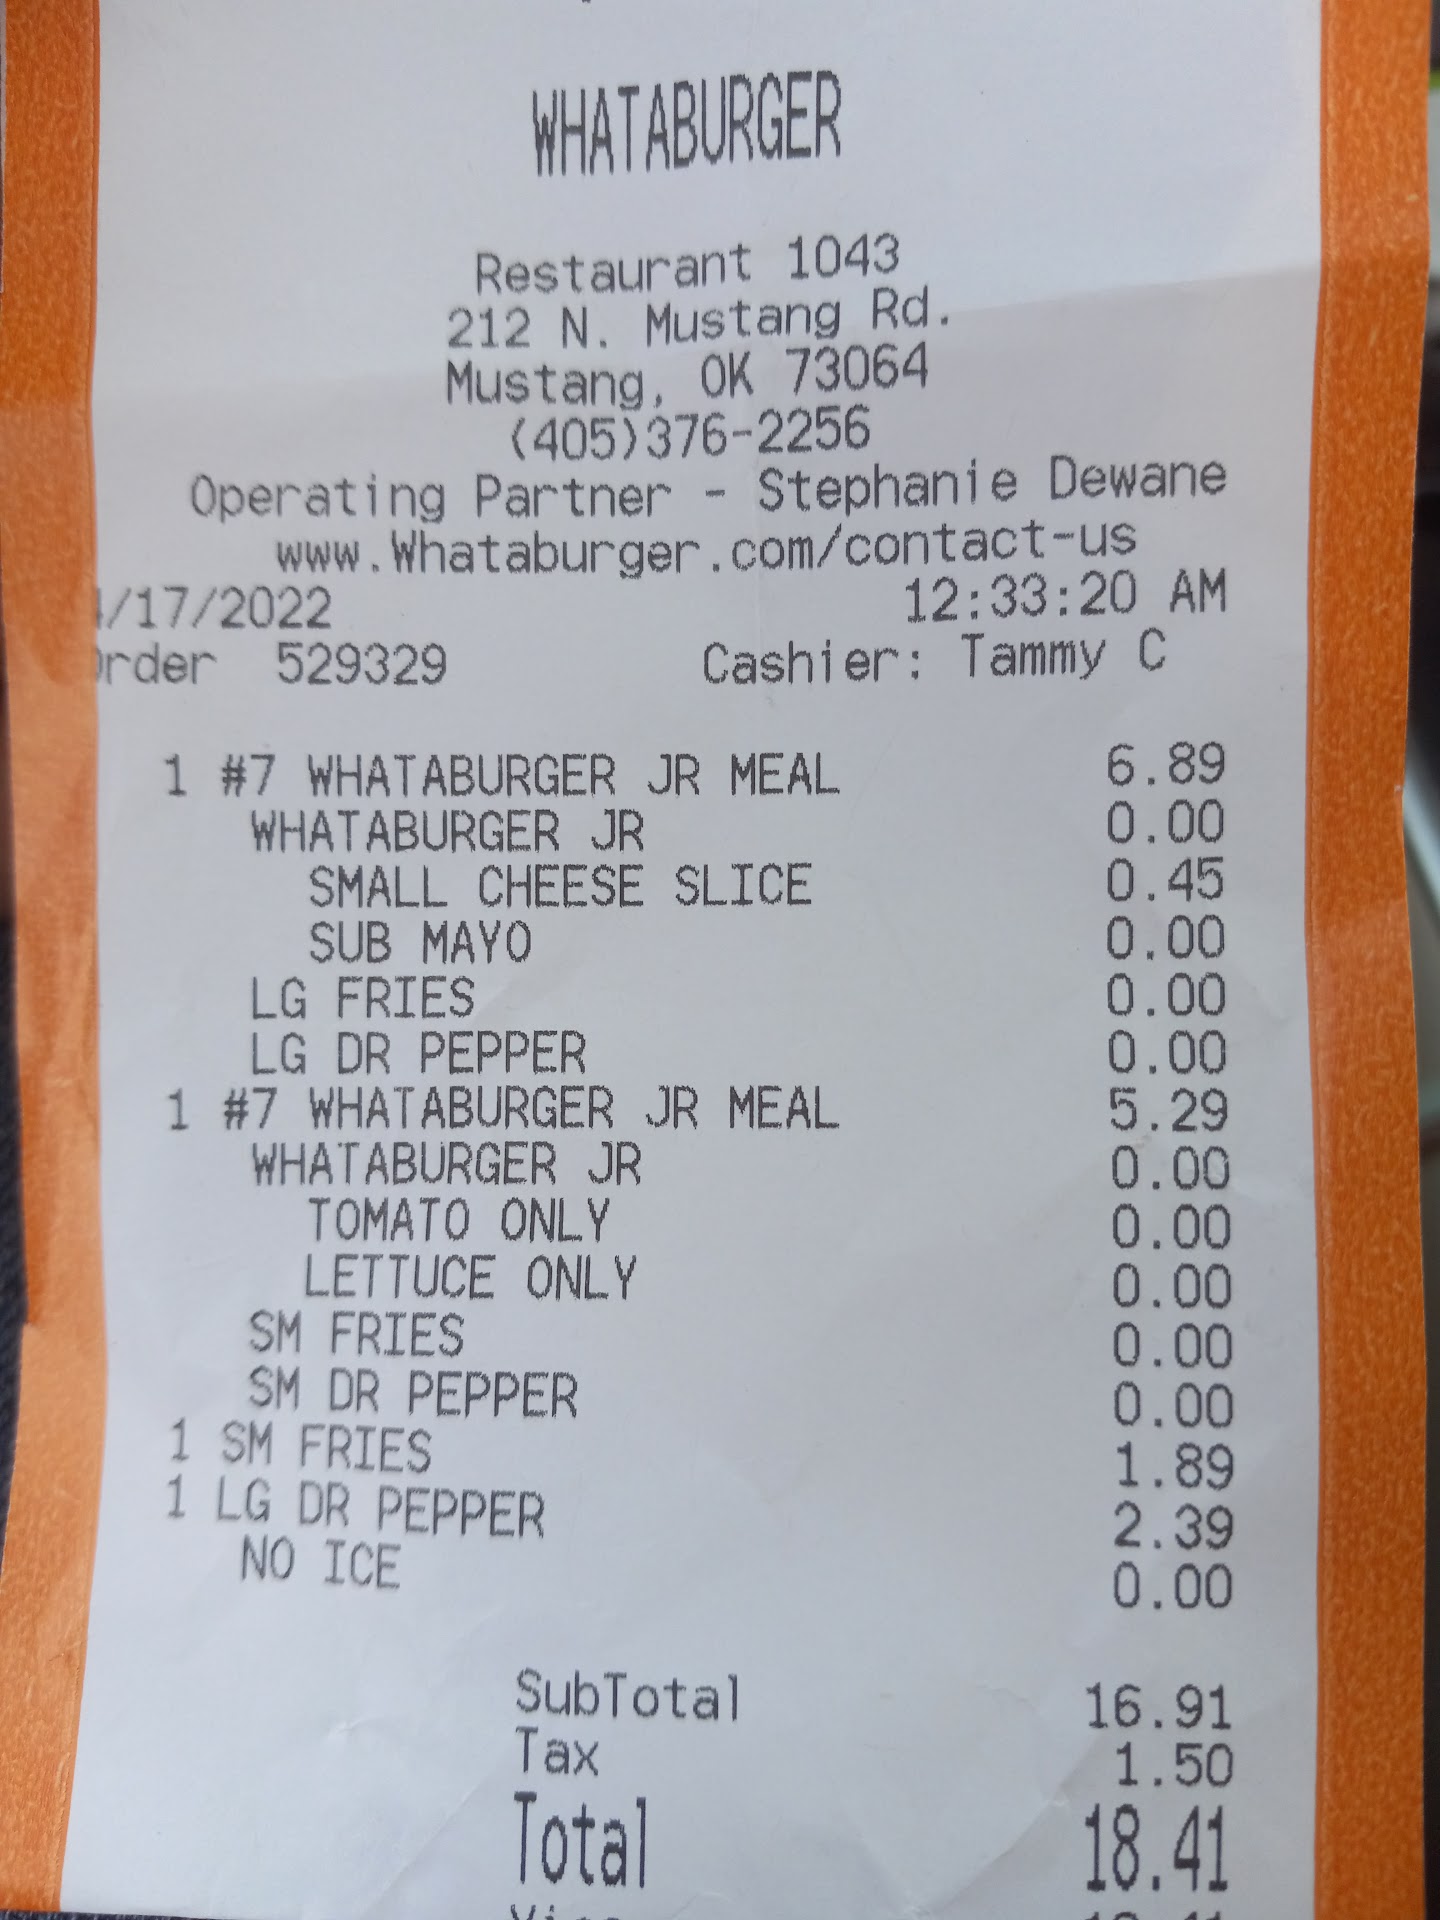 WHATABURGER
Restaurant 1043
212 N. Mustang Rd.
Mustang, OK 73064
(405)376-2256
Operating Partner - Stephanie Dewane
www.Whataburger.com/contact-us
4/17/2022 12:33:20 AM
Order 529329 Cashier: Tammy C
1 #7 WHATABURGER JR MEAL 6.89
WHATABURGER JR 0.00
SMALL CHEESE SLICE 0.45
SUB MAYO 0.00
LG FRIES 0.00
LG DR PEPPER 0.00
1 #7 WHATABURGER JR MEAL 5.29
WHATABURGER JR 0.00
TOMATO ONLY 0.00
LETTUCE ONLY 0.00
SM FRIES 0.00
SM DR PEPPER 0.00
1 SM FRIES 1.89
1 LG DR PEPPER 2.39
NO ICE 0.00
SubTotal 16.91
Tax 1.50
Total 18.41